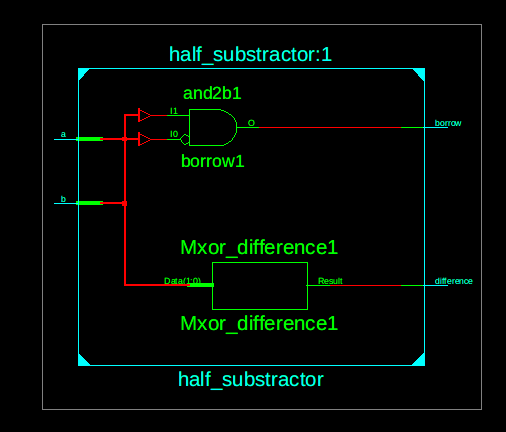 half_substractor:1
and2b1
I1
O
borrow
a
I0
borrow1
b
Mxor_difference1
Data(1:0)
Result
difference
Mxor_difference1
half_substractor